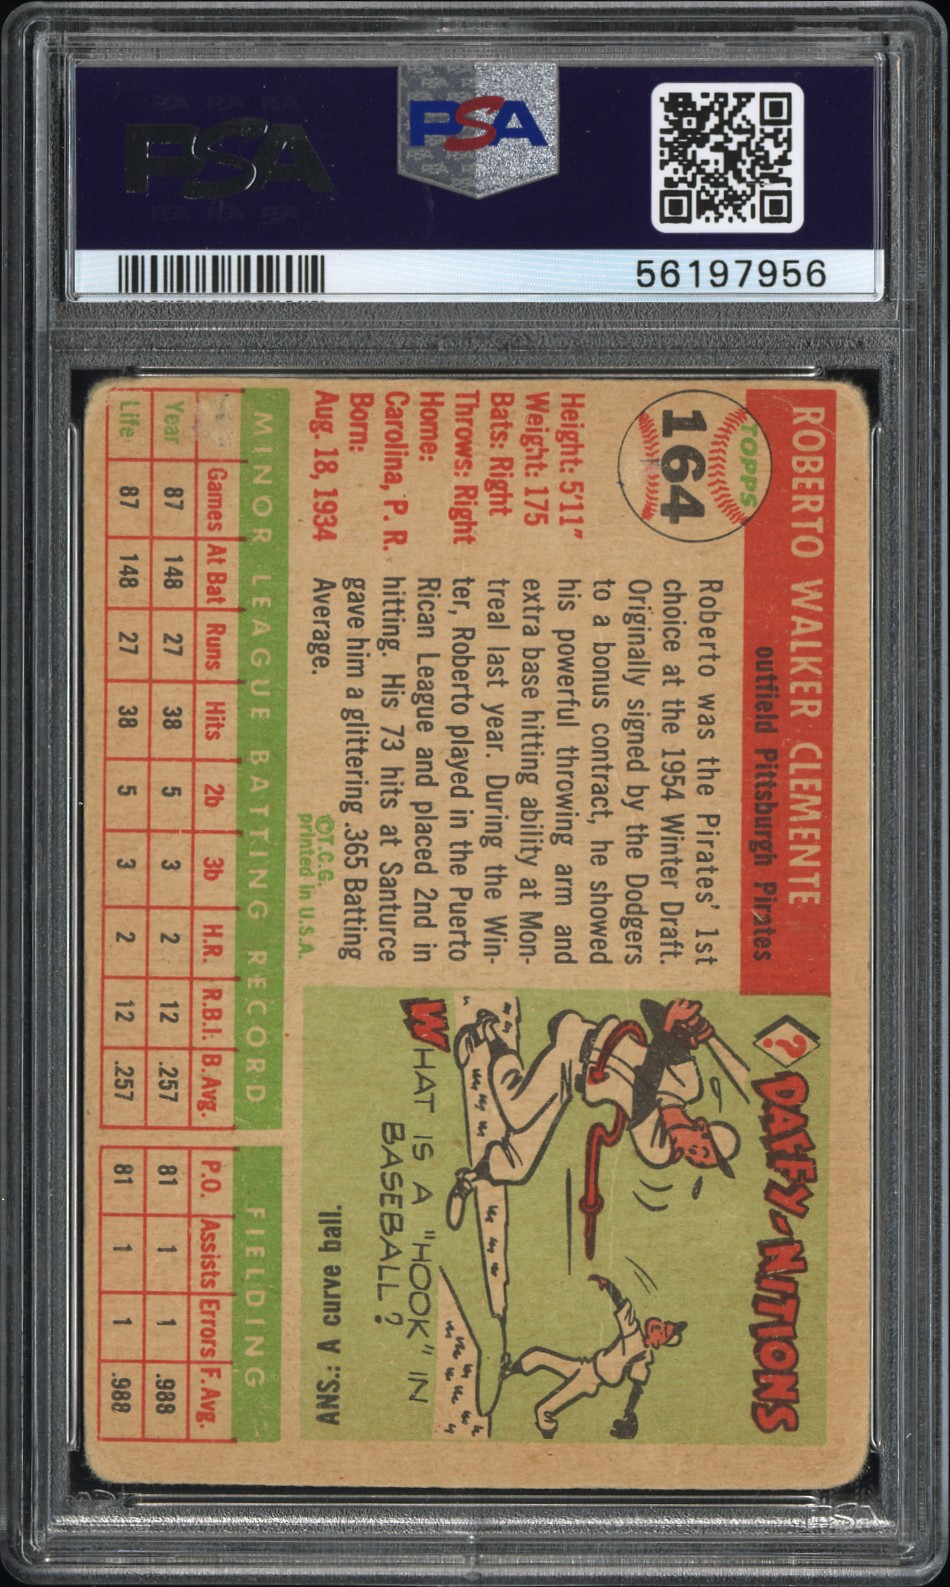 PSA
PSA
56197956
ROBERTO WALKER CLEMENTE
outfield Pittsburgh Pirates
TOPPS
164
Height: 5'11"
Weight: 175
Bats: Right
Throws: Right
Home:
Carolina, P. R.
Born:
Aug. 18, 1934
Roberto was the Pirates' 1st
choice at the 1954 Winter Draft.
Originally signed by the Dodgers
to a bonus contract, he showed
his powerful throwing arm and
extra base hitting ability at Mon-
treal last year. During the Win-
ter, Roberto played in the Puerto
Rican League and placed 2nd in
hitting. His 73 hits at Santurce
gave him a glittering .365 Batting
Average.
©T.C.G.
printed in U.S.A.
? DAFFY-NITIONS
WHAT IS A "HOOK" IN
BASEBALL?
ANS.: A curve ball.
MINOR LEAGUE BATTING RECORD FIELDING
Games At Bat Runs Hits 2b 3b H.R. R.B.I. B.Avg. P.O. Assists Errors F.Avg.
Year 87 148 27 38 5 3 2 12 .257 81 1 1 .988
Life 87 148 27 38 5 3 2 12 .257 81 1 1 .988